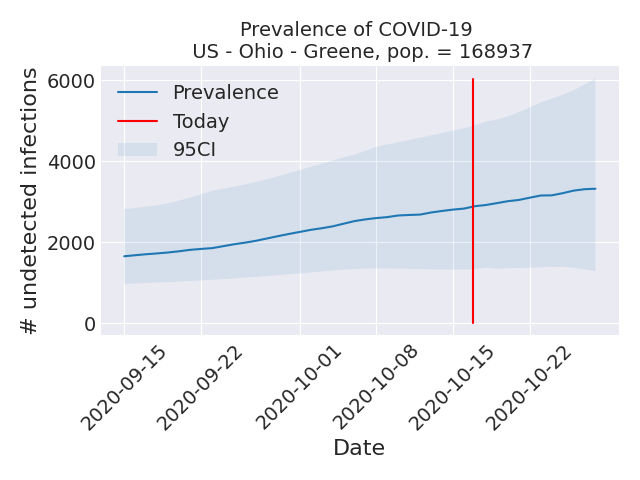 Prevalence of COVID-19
US - Ohio - Greene, pop. = 168937
# undetected infections
6000
4000
2000
0
Prevalence
Today
95CI
2020-09-15
2020-09-22
2020-10-01
2020-10-08
2020-10-15
2020-10-22
Date